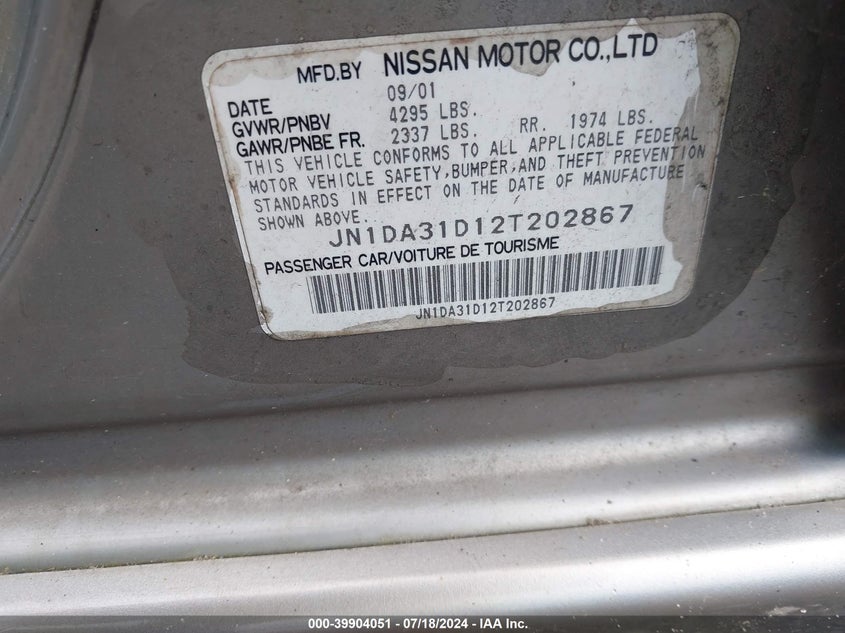 MFD.BY NISSAN MOTOR CO.,LTD
DATE 09/01
GVWR/PNBV 4295 LBS.
GAWR/PNBE FR. 2337 LBS. RR. 1974 LBS.
THIS VEHICLE CONFORMS TO ALL APPLICABLE FEDERAL
MOTOR VEHICLE SAFETY,BUMPER,AND THEFT PREVENTION
STANDARDS IN EFFECT ON THE DATE OF MANUFACTURE
SHOWN ABOVE.
JN1DA31D12T202867
PASSENGER CAR/VOITURE DE TOURISME
JN1DA31D12T202867
000-39904051 - 07/18/2024 - IAA Inc.